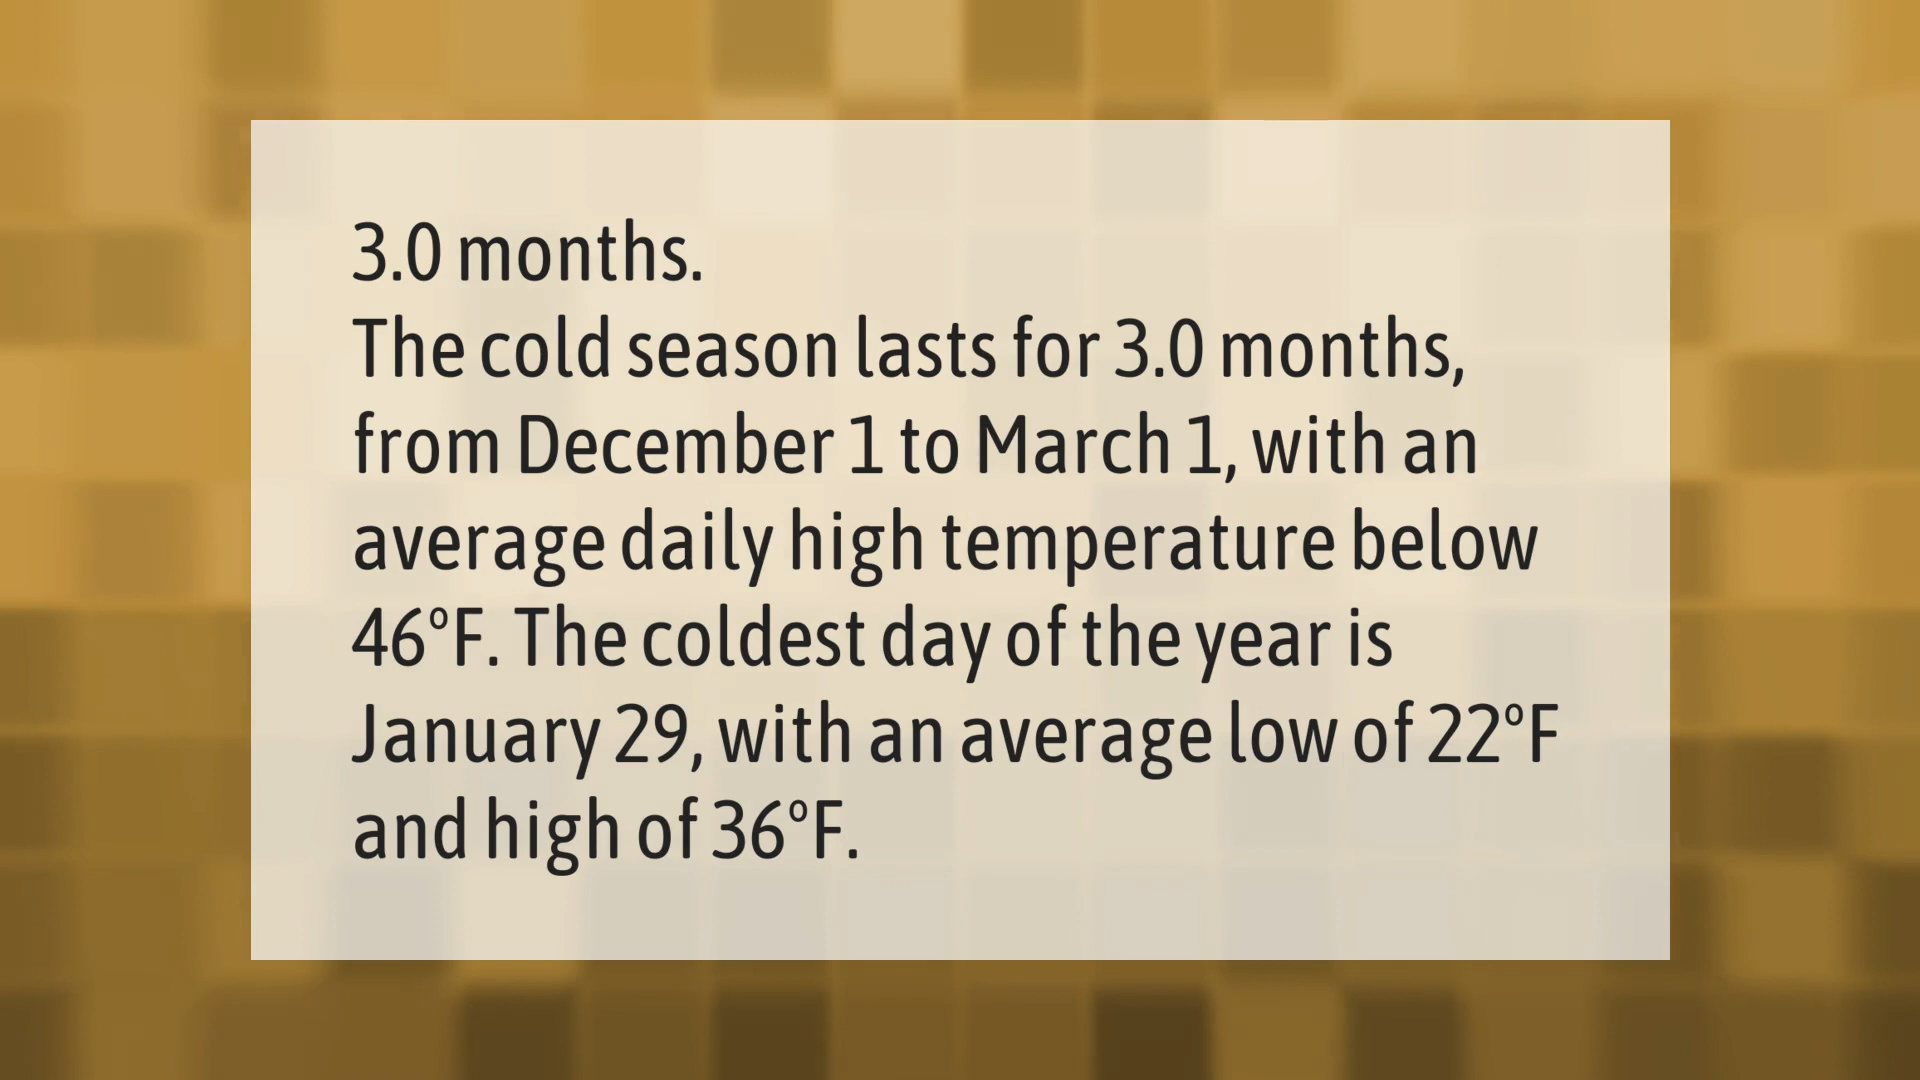 3.0 months.
The cold season lasts for 3.0 months,
from December 1 to March 1, with an
average daily high temperature below
46°F. The coldest day of the year is
January 29, with an average low of 22°F
and high of 36°F.